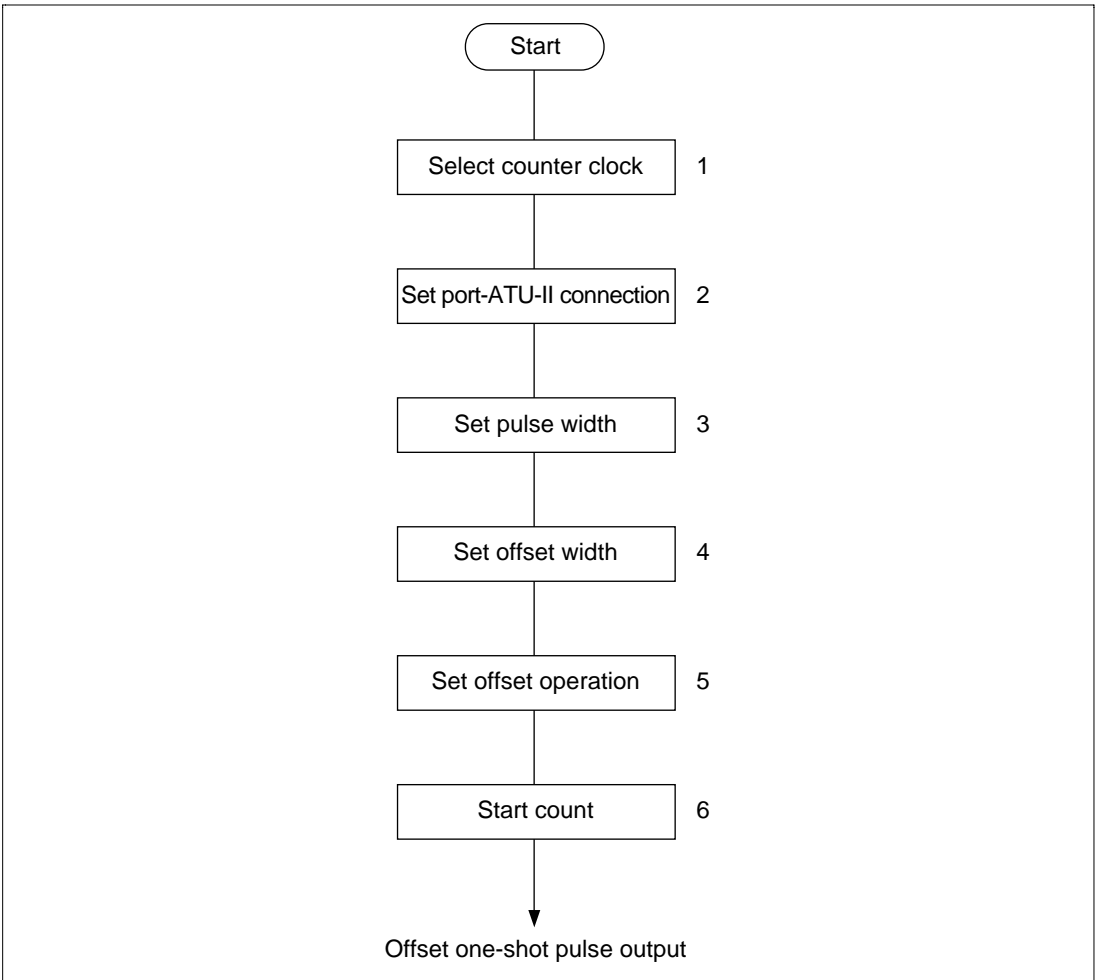 Start
Select counter clock 1
Set port-ATU-II connection 2
Set pulse width 3
Set offset width 4
Set offset operation 5
Start count 6
Offset one-shot pulse output